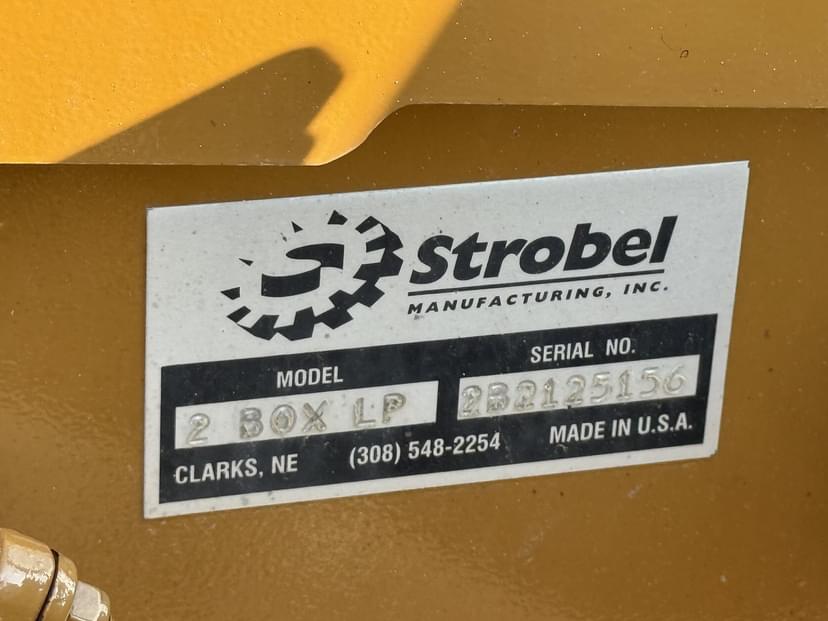 Strobel
MANUFACTURING, INC.
MODEL
SERIAL NO.
2 BOX LP
2B2125156
CLARKS, NE
(308) 548-2254
MADE IN U.S.A.